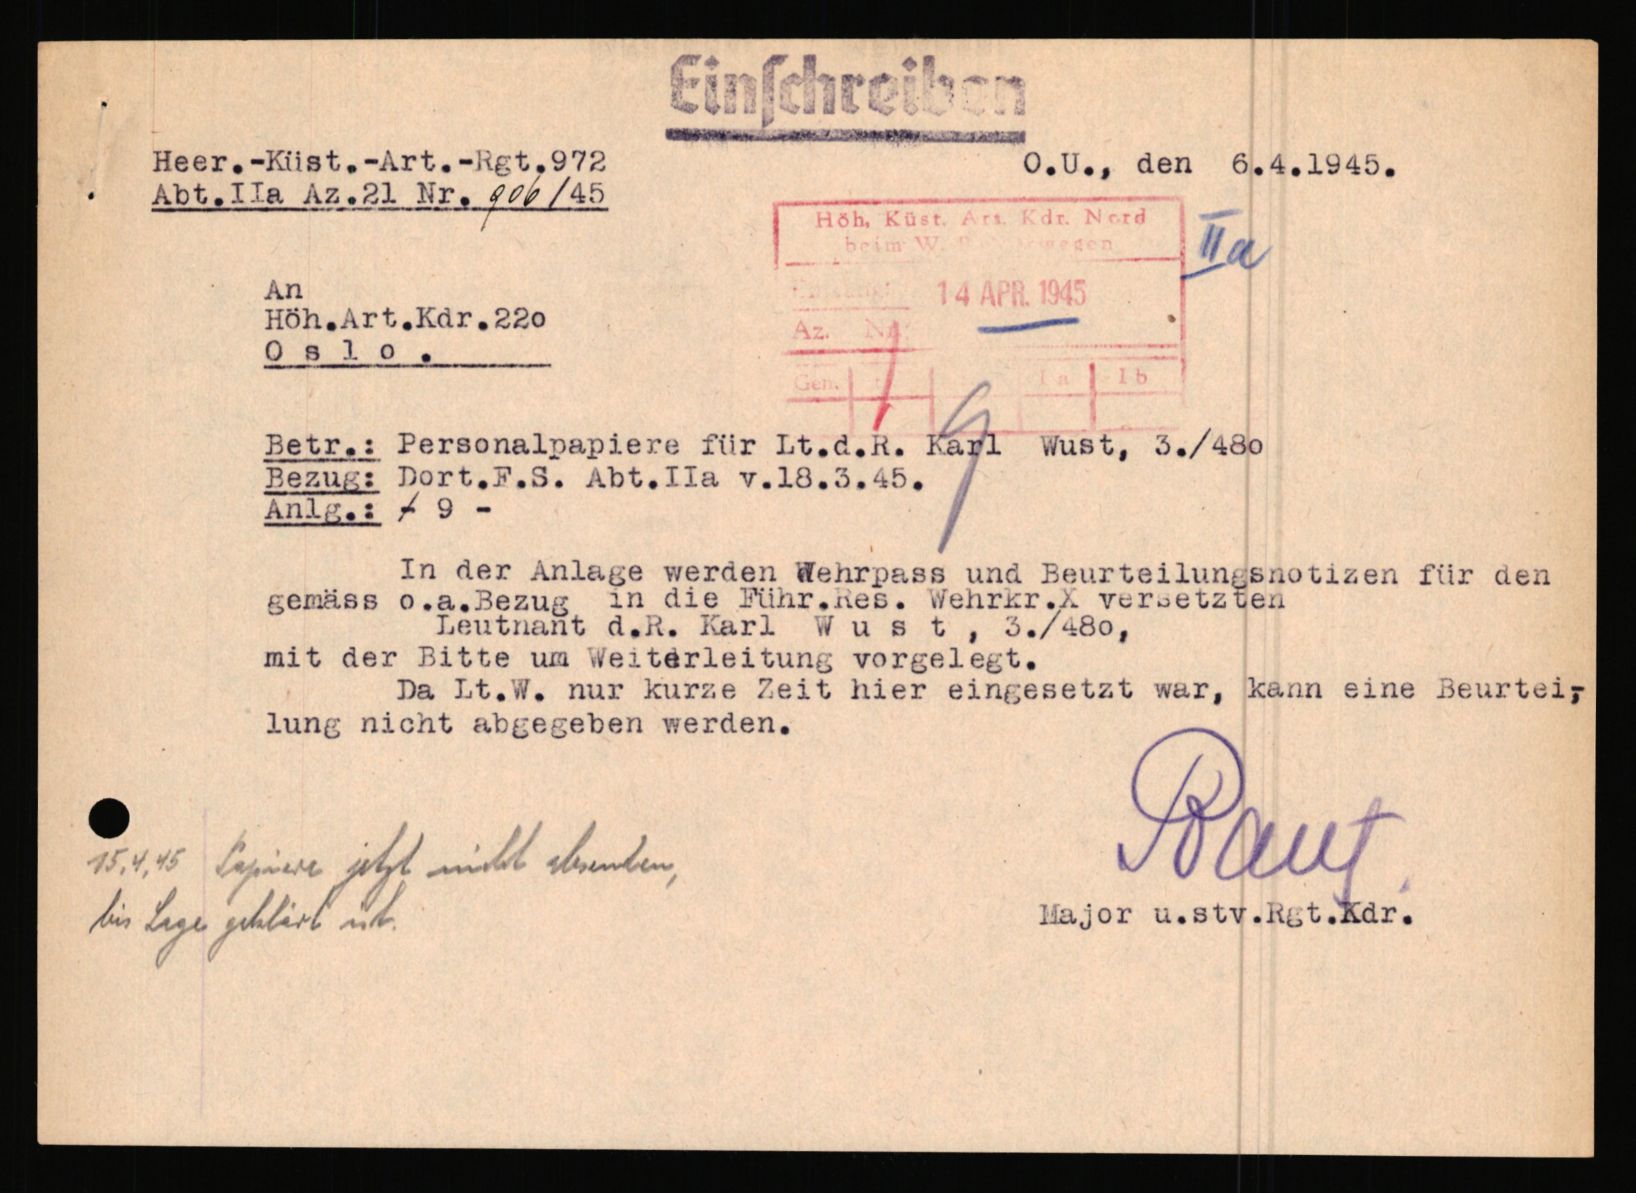 Einschreiben
Heer.-Küst.-Art.-Rgt.972
O.U., den 6.4.1945.
Abt.IIa Az.21 Nr. 906/45
Höh. Küst. Art. Kdr. Nord
beim W. B. Norwegen
IIa
14 APR. 1945
Az. Nr.
Gen. Ia Ib
An
Höh.Art.Kdr.22o
O s l o .
Betr.: Personalpapiere für Lt.d.R. Karl Wust, 3./48o
Bezug: Dort.F.S. Abt.IIa v.18.3.45.
Anlg.: - 9 -
In der Anlage werden Wehrpass und Beurteilungsnotizen für den
gemäss o.a.Bezug in die Führ.Res. Wehrkr.X versetzten
Leutnant d.R. Karl W u s t , 3./48o,
mit der Bitte um Weiterleitung vorgelegt.
Da Lt.W. nur kurze Zeit hier eingesetzt war, kann eine Beurtei-
lung nicht abgegeben werden.
15.4.45 Papiere jetzt nicht absenden,
bis Lage geklärt ist.
Major u.stv.Rgt.Kdr.